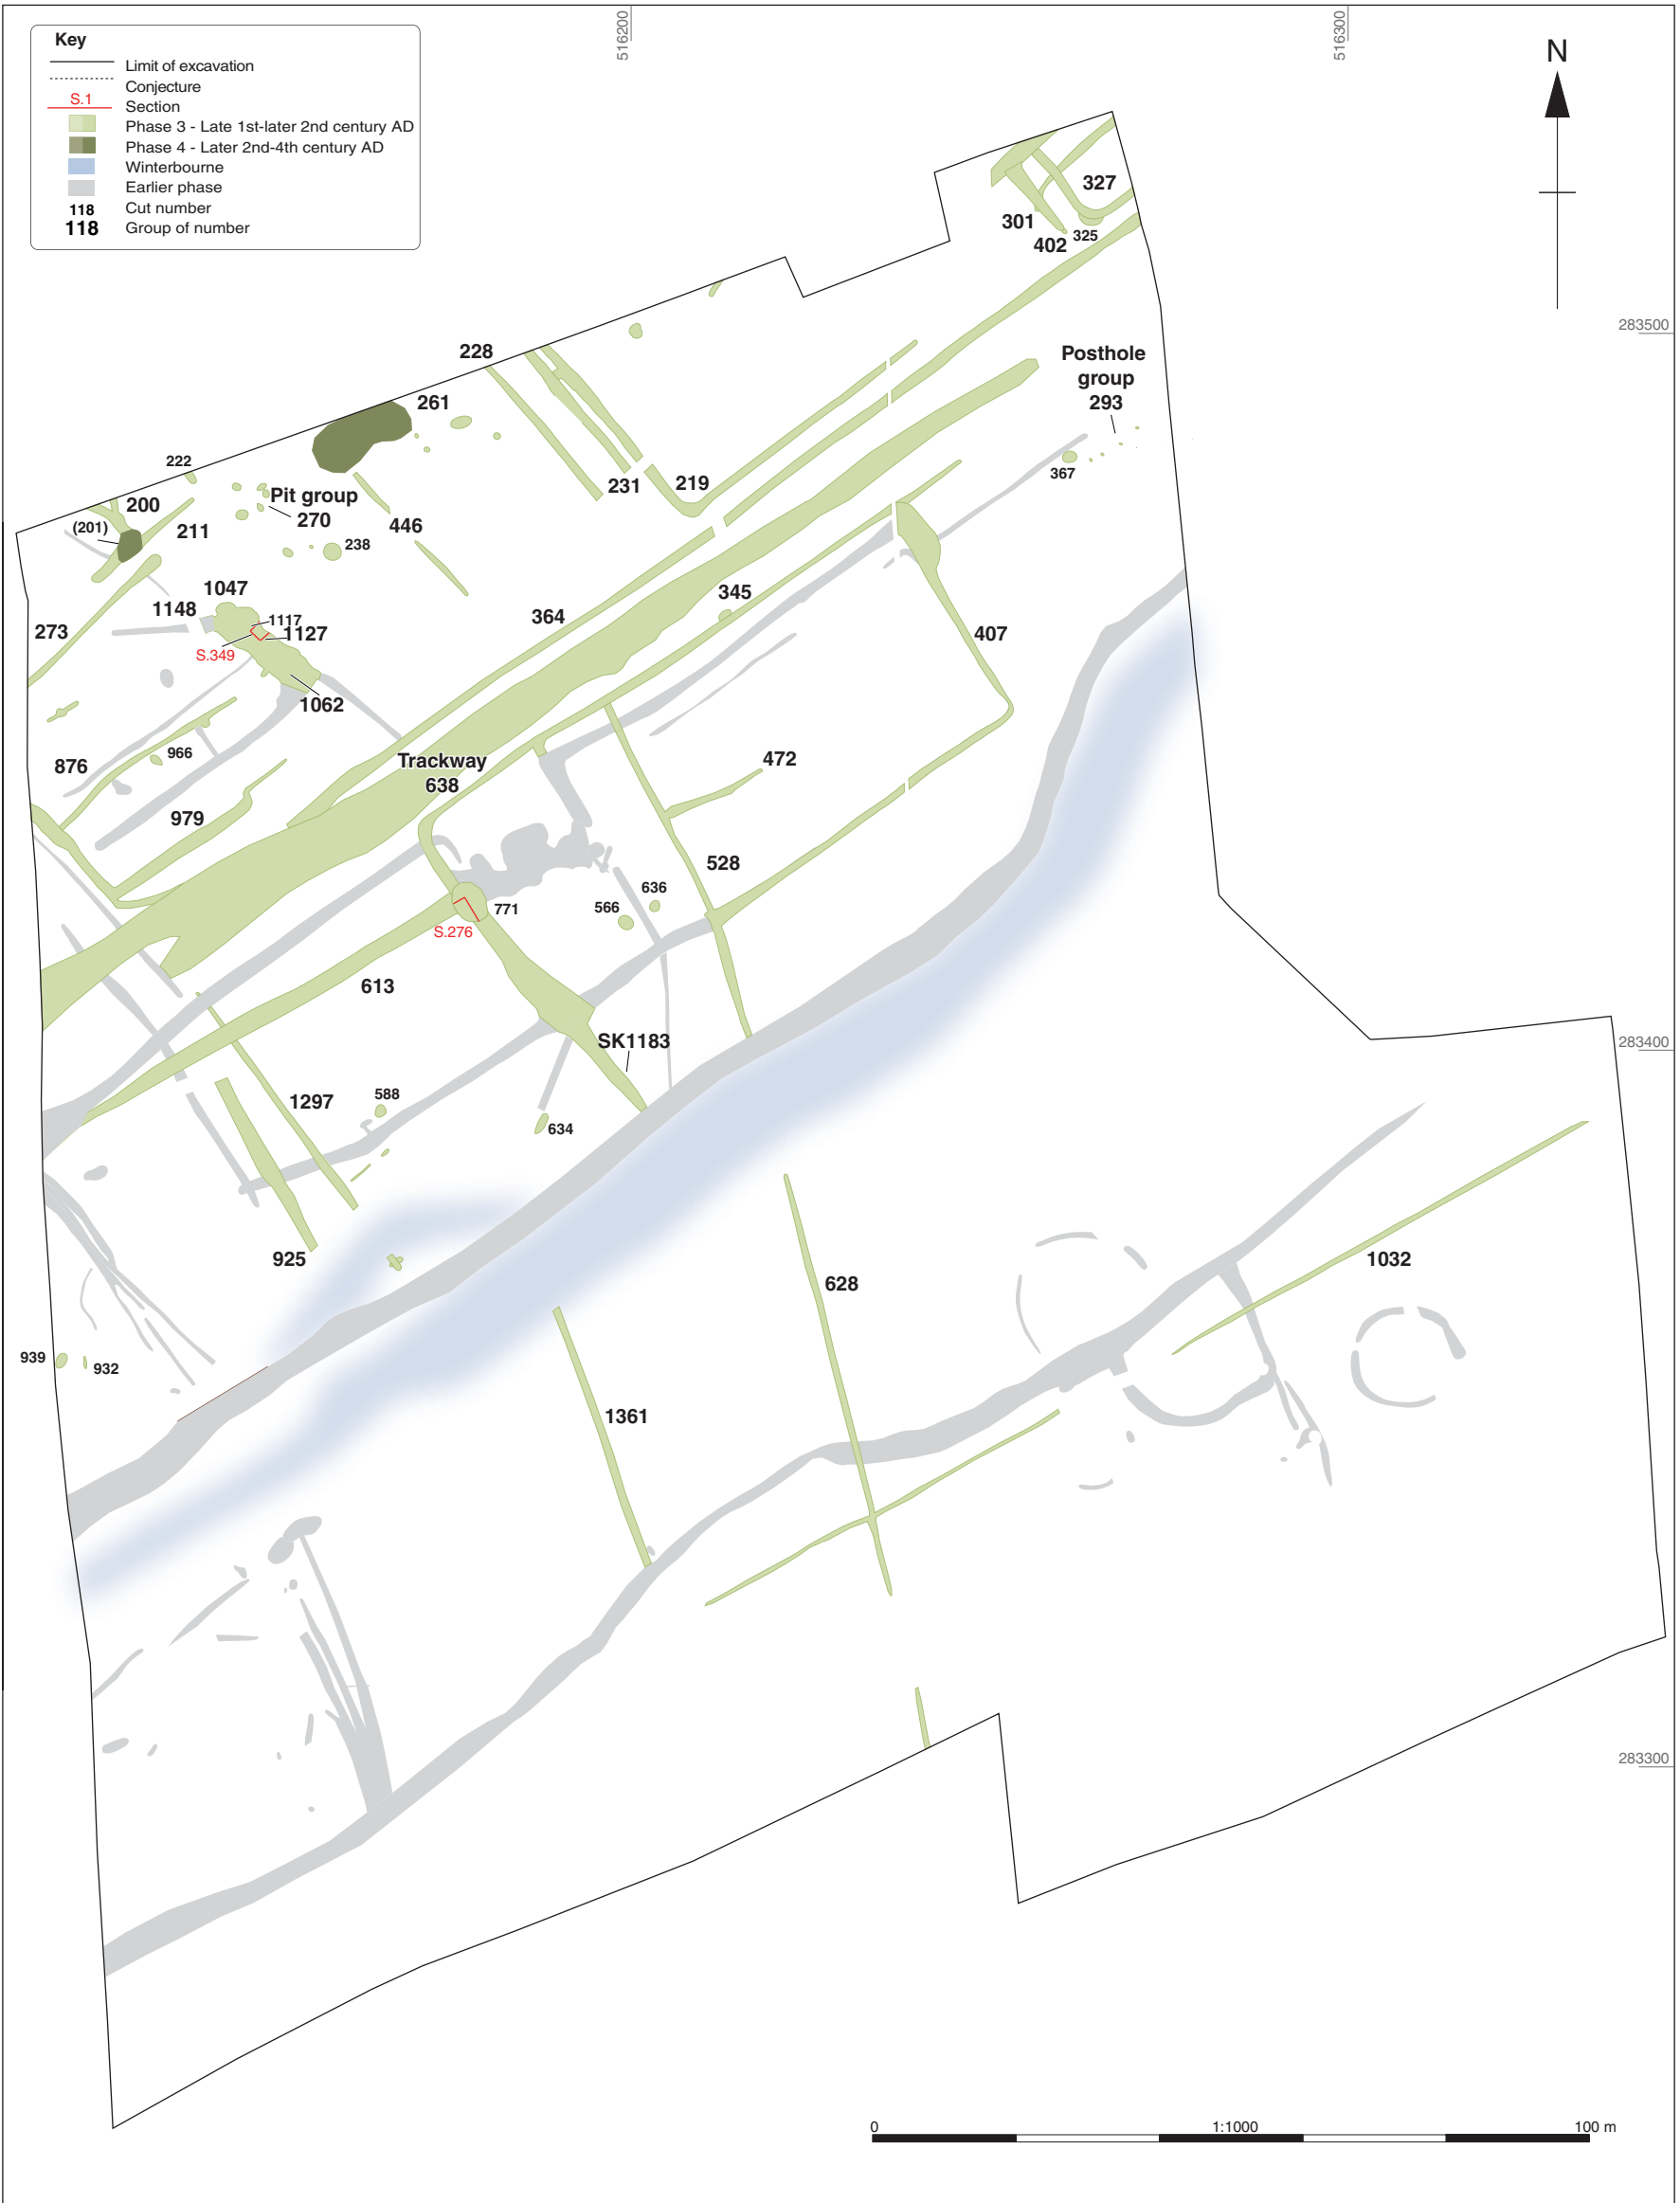 Key
Limit of excavation
Conjecture
S.1
Section
Phase 3 - Late 1st-later 2nd century AD
Phase 4 - Later 2nd-4th century AD
Winterbourne
Earlier phase
118 Cut number
118 Group of number
516200
516300
N
283500
283400
283300
327
301
402
325
Posthole
group
293
367
228
261
231
219
222
200
(201)
211
Pit group
270
238
446
1047
1148
1117
1127
S.349
273
1062
364
345
407
Trackway
638
876
966
979
472
528
636
566
771
S.276
613
SK1183
1297
588
634
925
939
932
628
1032
1361
0
1:1000
100 m